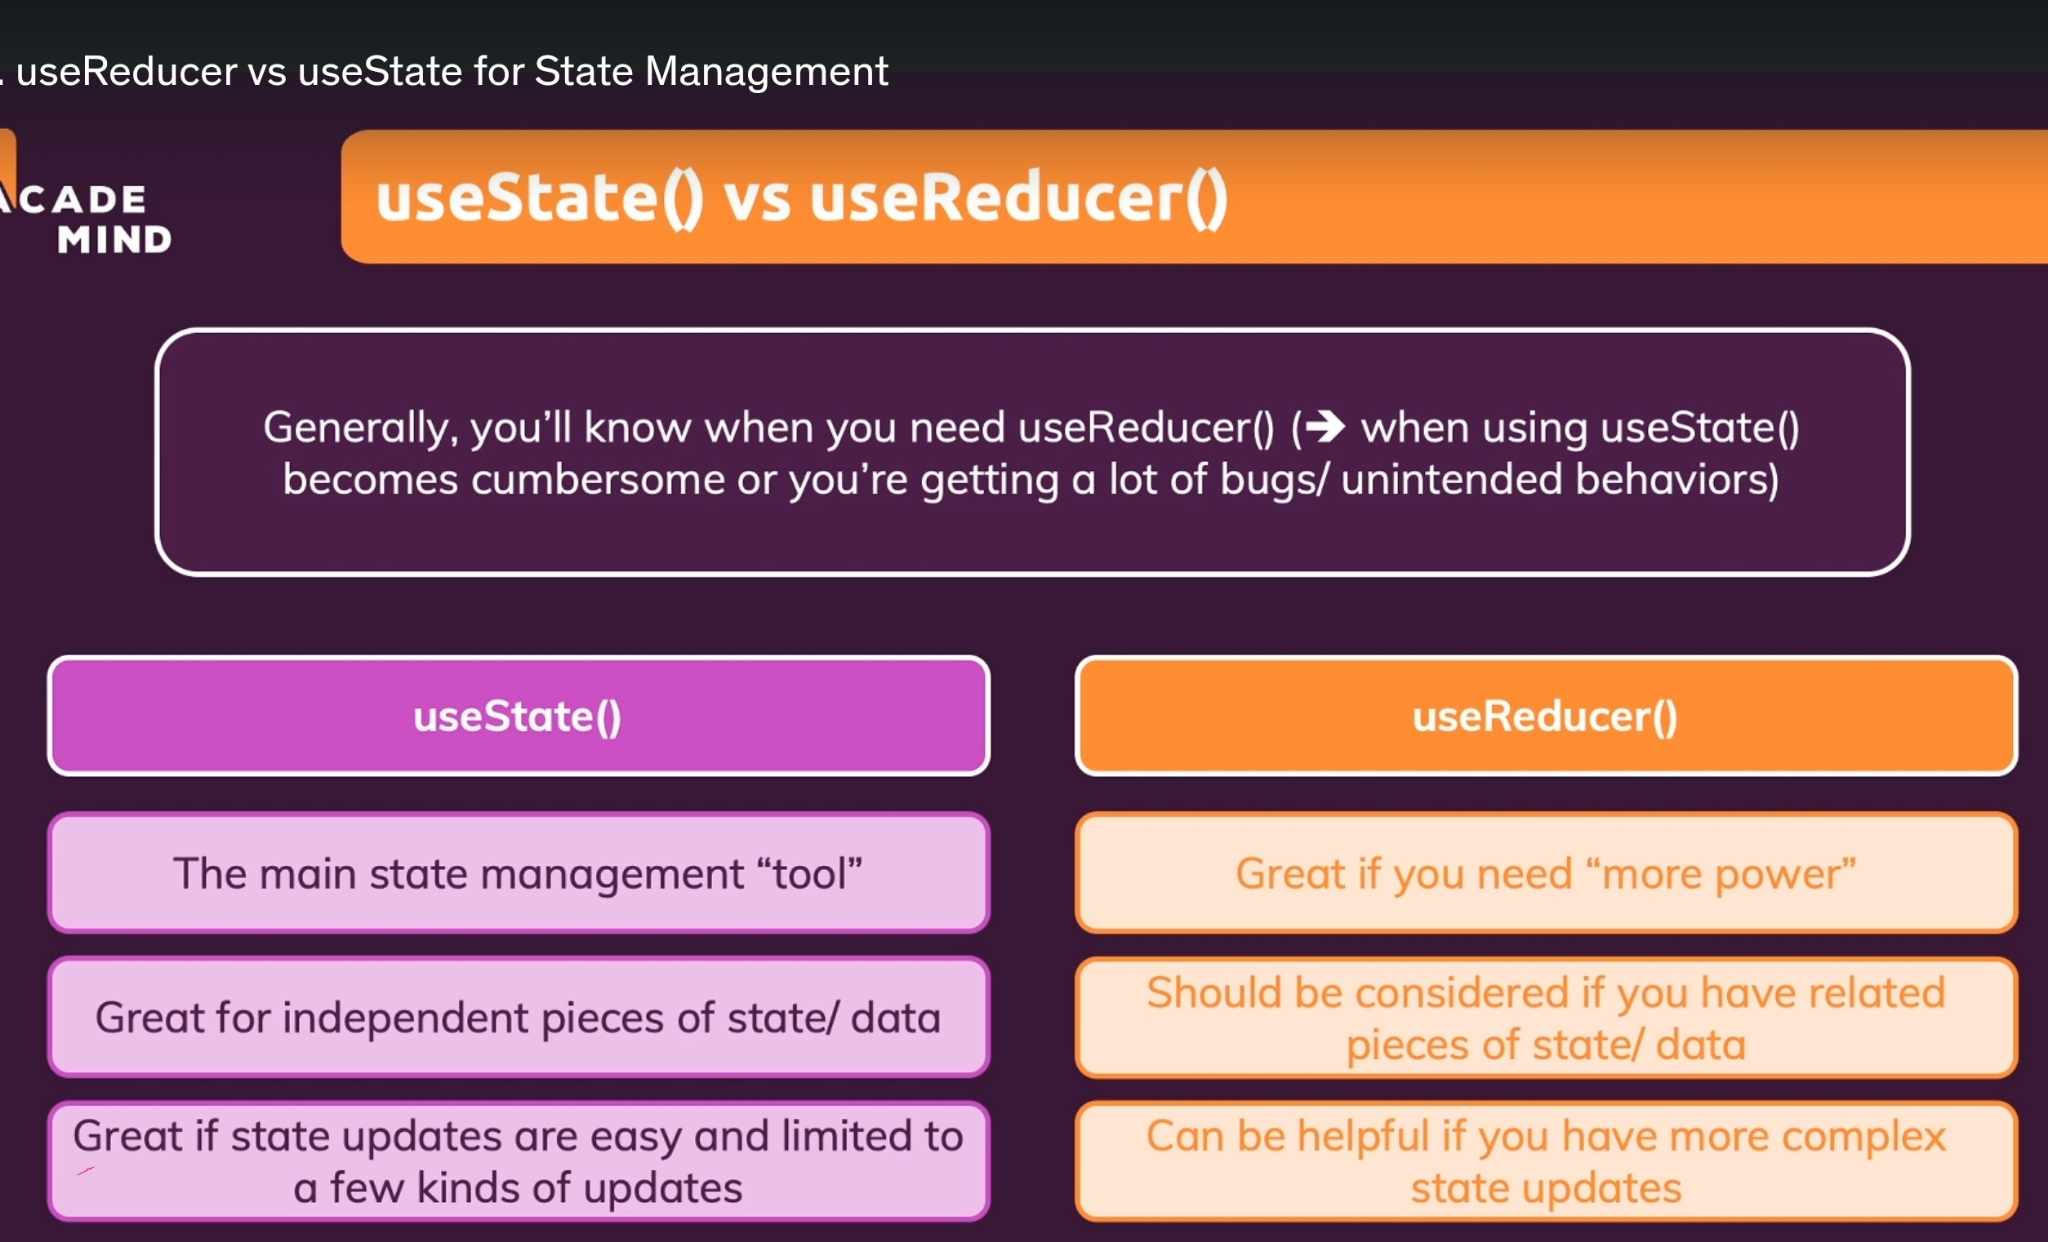 . useReducer vs useState for State Management
ACADE
MIND
useState() vs useReducer()
Generally, you’ll know when you need useReducer() (➔ when using useState()
becomes cumbersome or you’re getting a lot of bugs/ unintended behaviors)
useState()
The main state management “tool”
Great for independent pieces of state/ data
Great if state updates are easy and limited to
a few kinds of updates
useReducer()
Great if you need “more power”
Should be considered if you have related
pieces of state/ data
Can be helpful if you have more complex
state updates